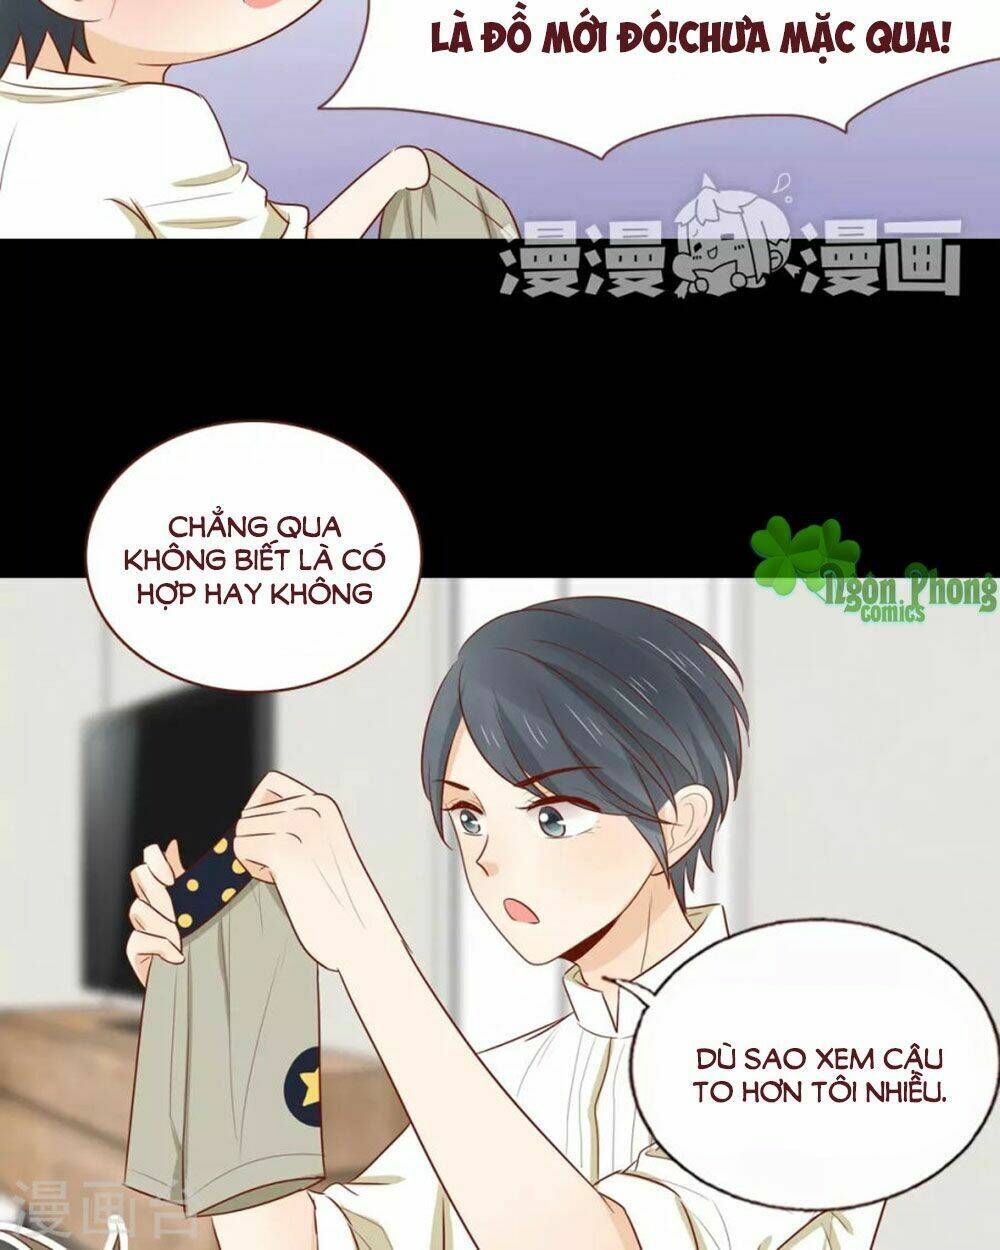 LÀ ĐỒ MỚI ĐÓ!CHƯA MẶC QUA!
漫漫漫画
CHẲNG QUA
KHÔNG BIẾT LÀ CÓ
HỢP HAY KHÔNG
Ngôn Phong
comics
DÙ SAO XEM CẬU
TO HƠN TÔI NHIỀU.
漫画台